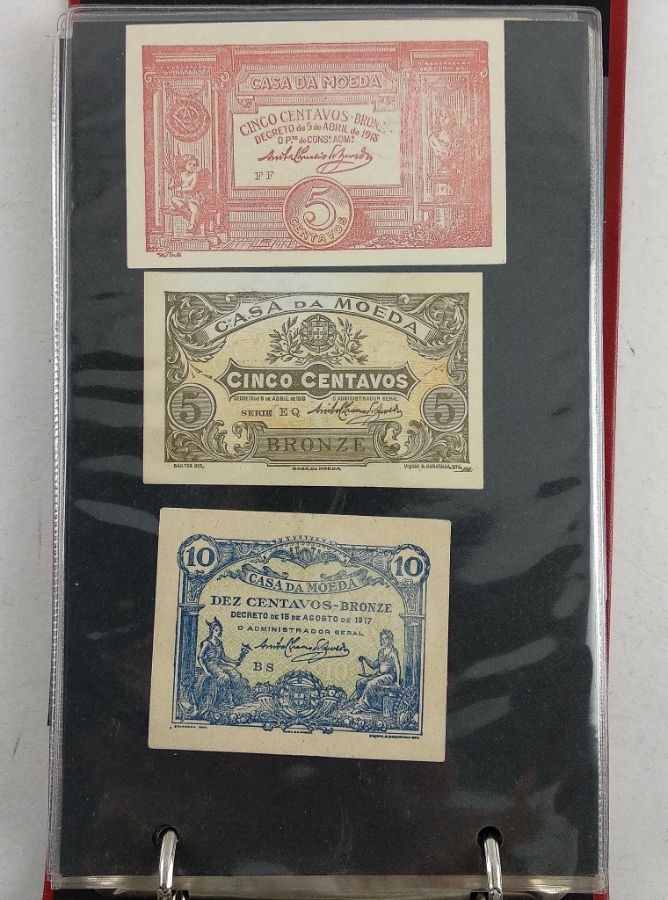 CASA DA MOEDA
CINCO CENTAVOS-BRONZE
DECRETO de 5 de ABRIL de 1918
O P.TE do CONS.º ADM.º
FF
5
CENTAVOS
CASA DA MOEDA
CINCO CENTAVOS
DECRETO DE 5 DE ABRIL DE 1918 O ADMINISTRADOR GERAL
5 SERIE EQ 5
BRONZE
CASA DA MOEDA
10 10
CASA DA MOEDA
DEZ CENTAVOS-BRONZE
DECRETO DE 15 DE AGOSTO DE 1917
O ADMINISTRADOR GERAL
BS